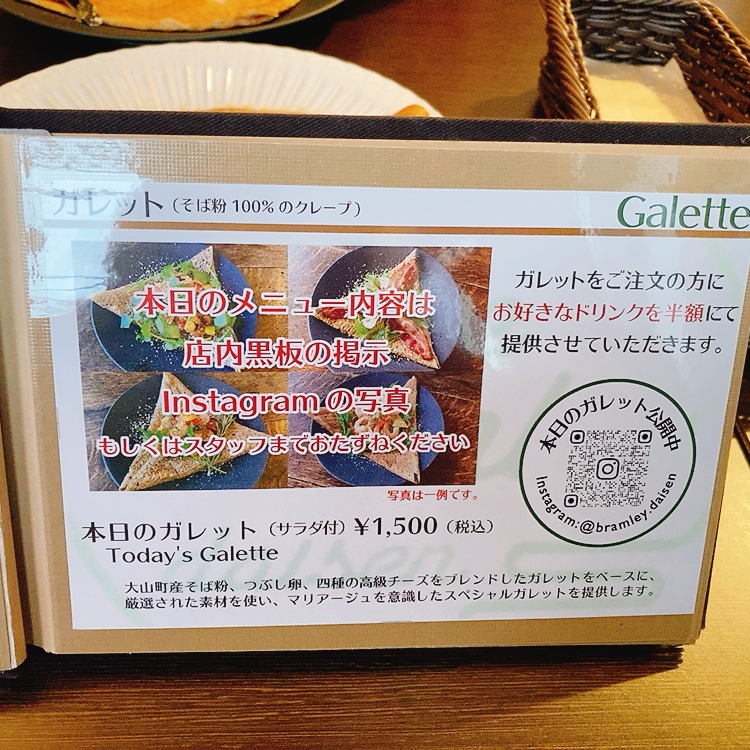 ガレット（そば粉100%のクレープ）
Galette
本日のメニュー内容は
店内黒板の掲示
Instagramの写真
もしくはスタッフまでおたずねください
写真は一例です。
ガレットをご注文の方に
お好きなドリンクを半額にて
提供させていただきます。
本日のガレット公開中
Instagram:@bramley.daisen
本日のガレット（サラダ付）￥1,500（税込）
Today's Galette
大山町産そば粉、つぶし卵、四種の高級チーズをブレンドしたガレットをベースに、
厳選された素材を使い、マリアージュを意識したスペシャルガレットを提供します。